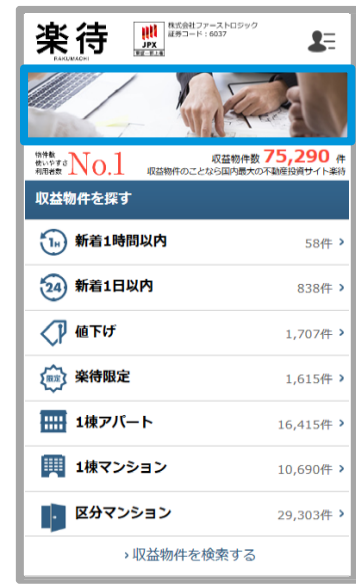 楽待
RAKUMACHI
JPX
株式会社ファーストロジック
証券コード：6037
物件数
使いやすさ
利用者数
No.1
収益物件数 75,290 件
収益物件のことなら国内最大の不動産投資サイト楽待
収益物件を探す
1H 新着1時間以内 58件
24 新着1日以内 838件
値下げ 1,707件
限定 楽待限定 1,615件
1棟アパート 16,415件
1棟マンション 10,690件
区分マンション 29,303件
収益物件を検索する